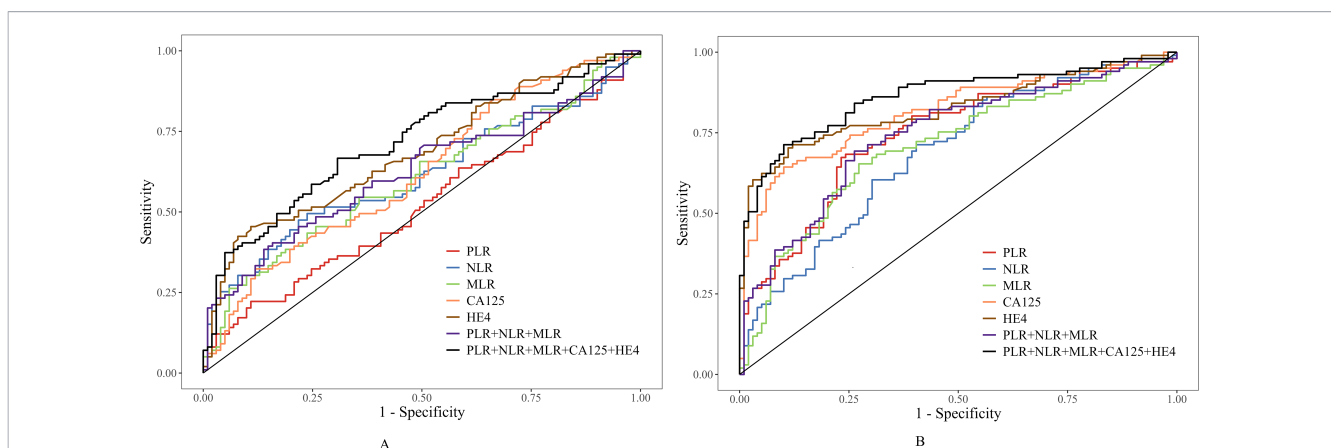 1.00
0.75
0.50
0.25
0.00
Sensitivity
PLR
NLR
MLR
CA125
HE4
PLR+NLR+MLR
PLR+NLR+MLR+CA125+HE4
0.00 0.25 0.50 0.75 1.00
1 - Specificity
A
1.00
0.75
0.50
0.25
0.00
Sensitivity
PLR
NLR
MLR
CA125
HE4
PLR+NLR+MLR
PLR+NLR+MLR+CA125+HE4
0.00 0.25 0.50 0.75 1.00
1 - Specificity
B